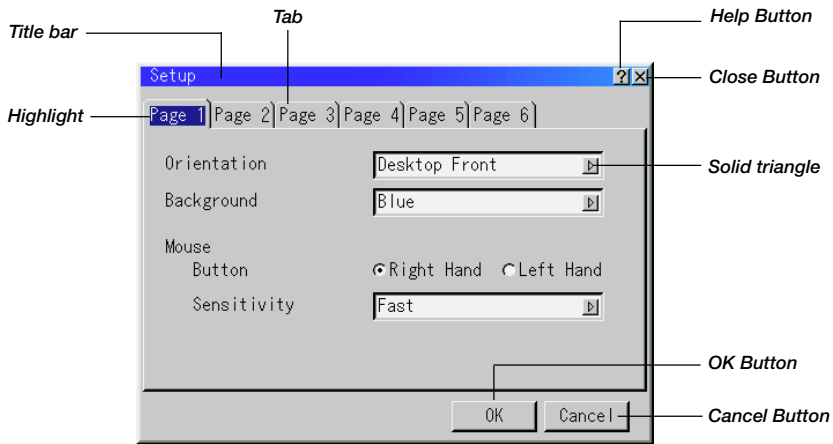 Help Button
Tab
Title bar
Setup ? ×
Close Button
Highlight
Page 1 Page 2 Page 3 Page 4 Page 5 Page 6
Orientation Desktop Front
Solid triangle
Background Blue
Mouse
Button Right Hand Left Hand
Sensitivity Fast
OK Button
OK Cancel
Cancel Button